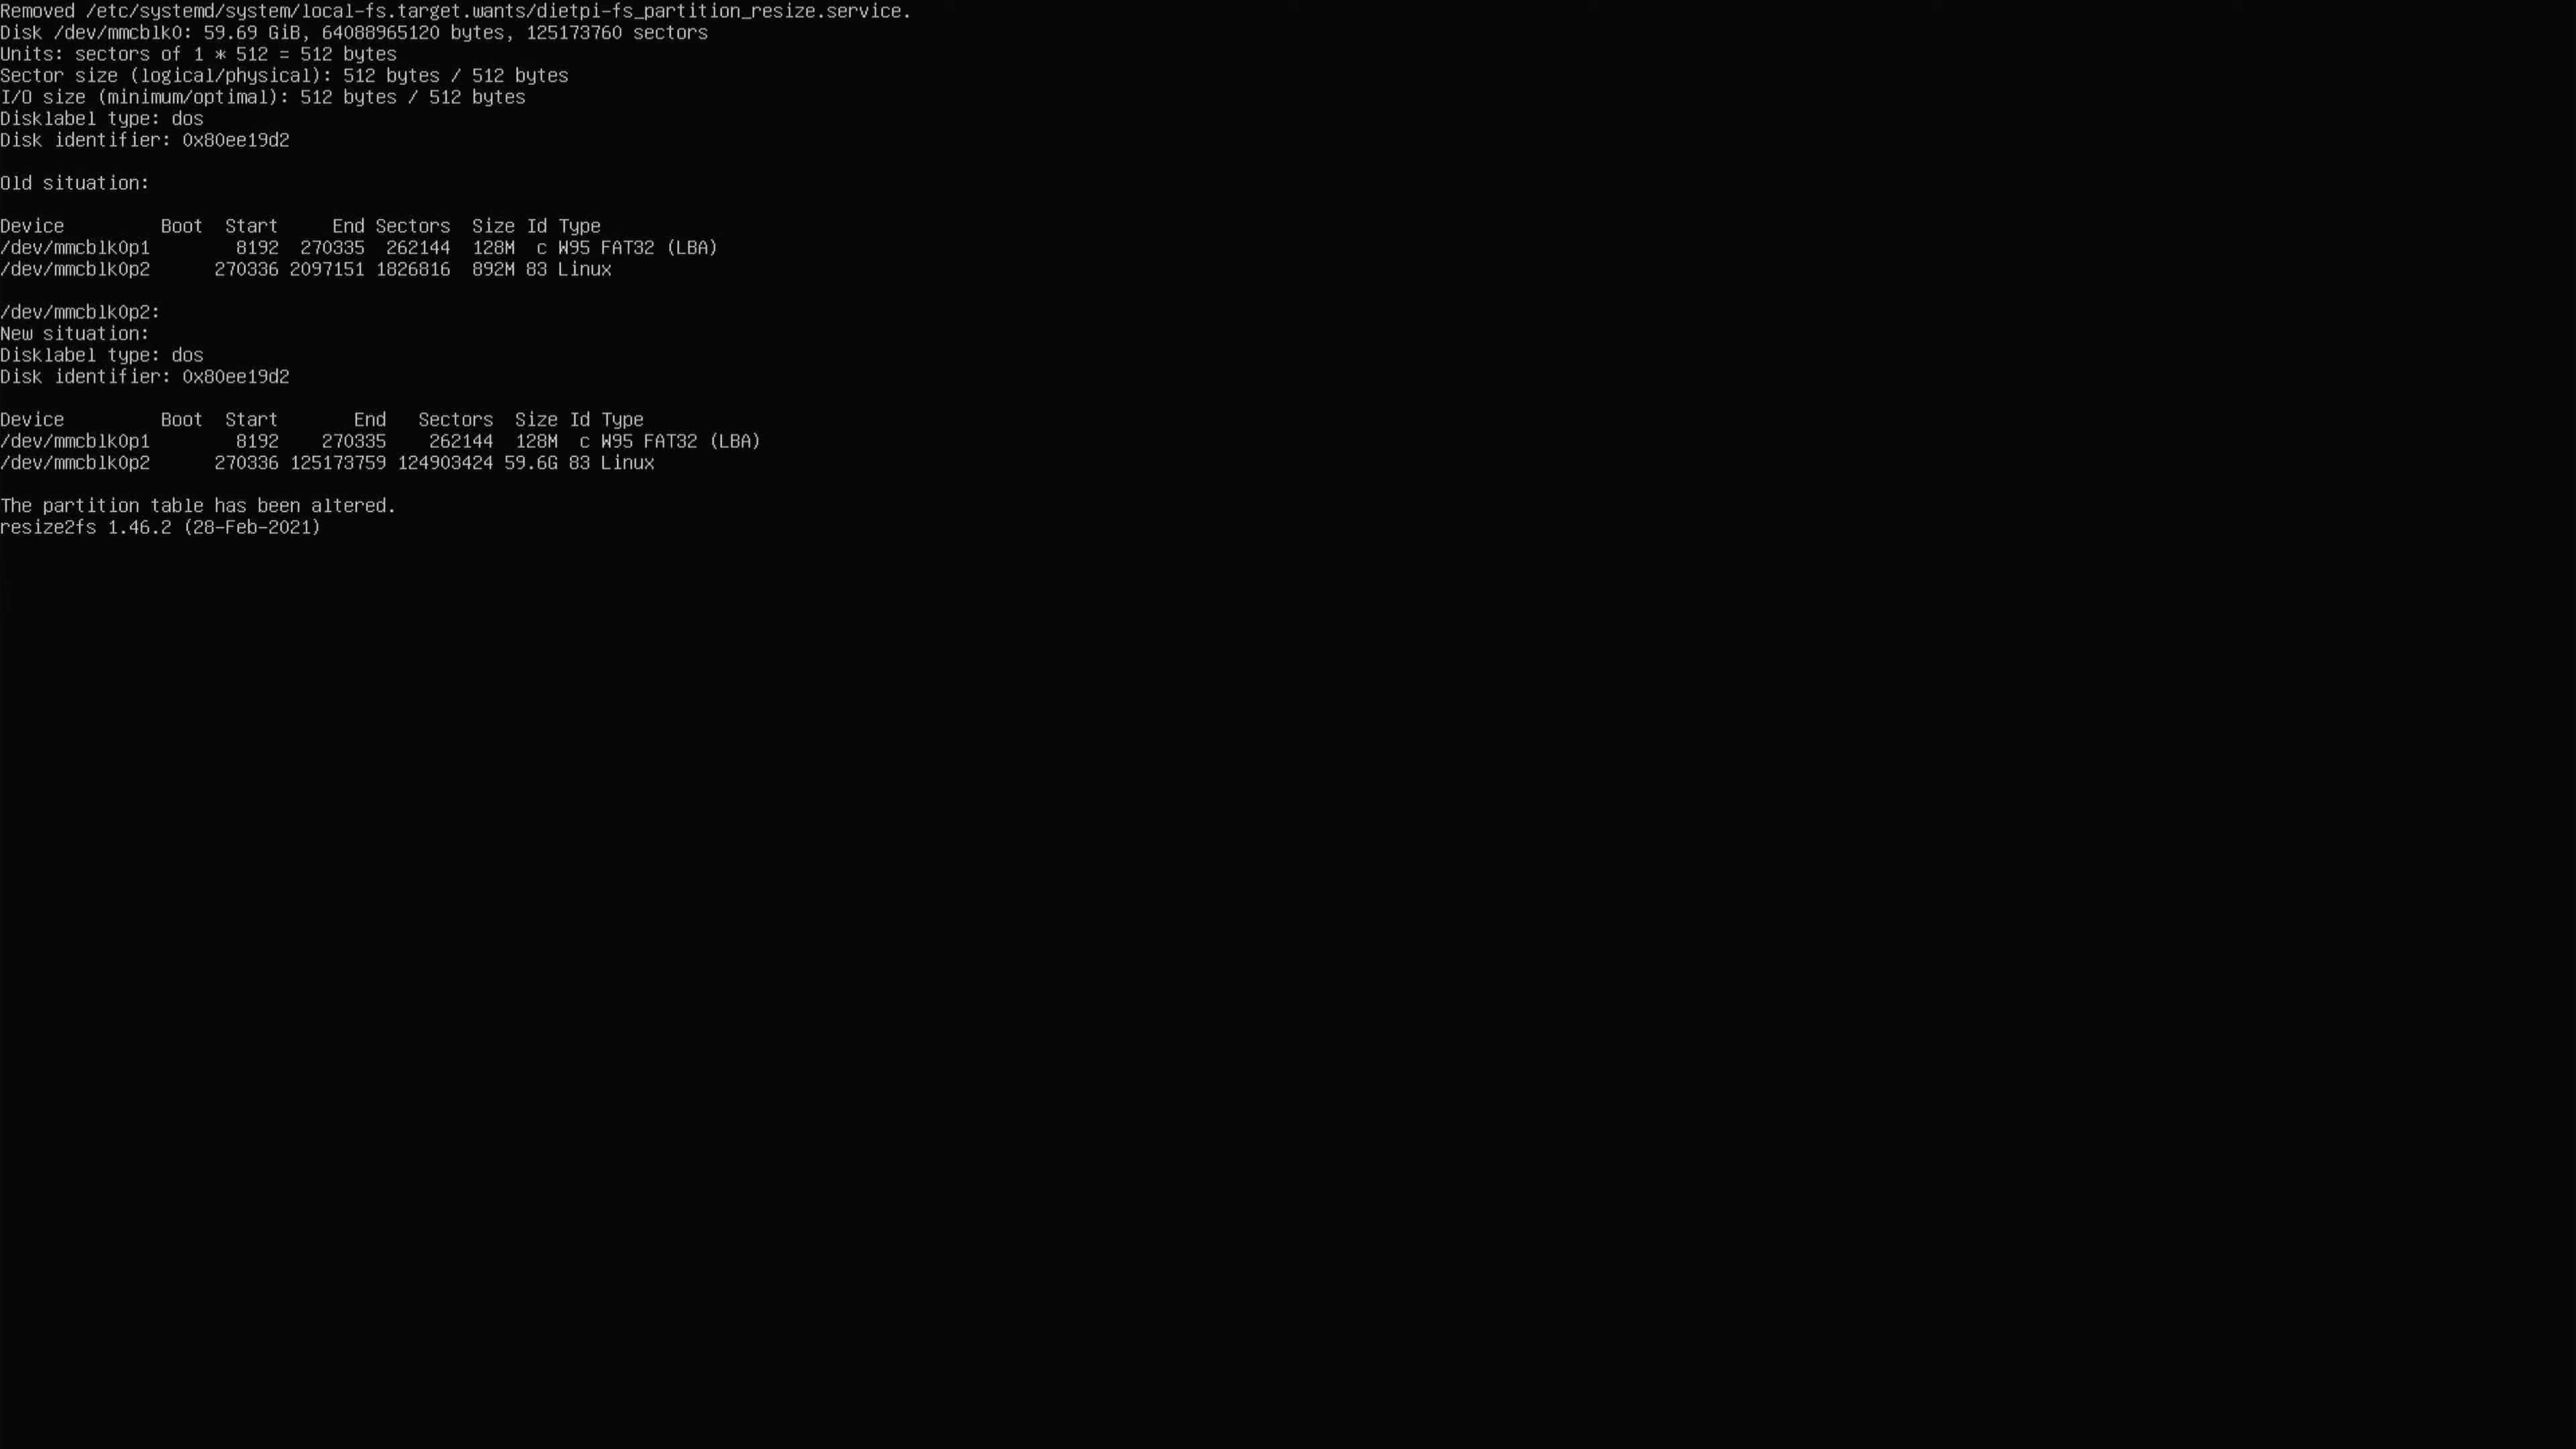 Removed /etc/systemd/system/local-fs.target.wants/dietpi-fs_partition_resize.service.
Disk /dev/mmcblk0: 59.69 GiB, 64088965120 bytes, 125173760 sectors
Units: sectors of 1 * 512 = 512 bytes
Sector size (logical/physical): 512 bytes / 512 bytes
I/O size (minimum/optimal): 512 bytes / 512 bytes
Disklabel type: dos
Disk identifier: 0x80ee19d2

Old situation:

Device         Boot  Start     End Sectors  Size Id Type
/dev/mmcblk0p1        8192  270335  262144  128M  c W95 FAT32 (LBA)
/dev/mmcblk0p2      270336 2097151 1826816  892M 83 Linux

/dev/mmcblk0p2:
New situation:
Disklabel type: dos
Disk identifier: 0x80ee19d2

Device         Boot  Start       End   Sectors  Size Id Type
/dev/mmcblk0p1        8192    270335    262144  128M  c W95 FAT32 (LBA)
/dev/mmcblk0p2      270336 125173759 124903424 59.6G 83 Linux

The partition table has been altered.
resize2fs 1.46.2 (28-Feb-2021)